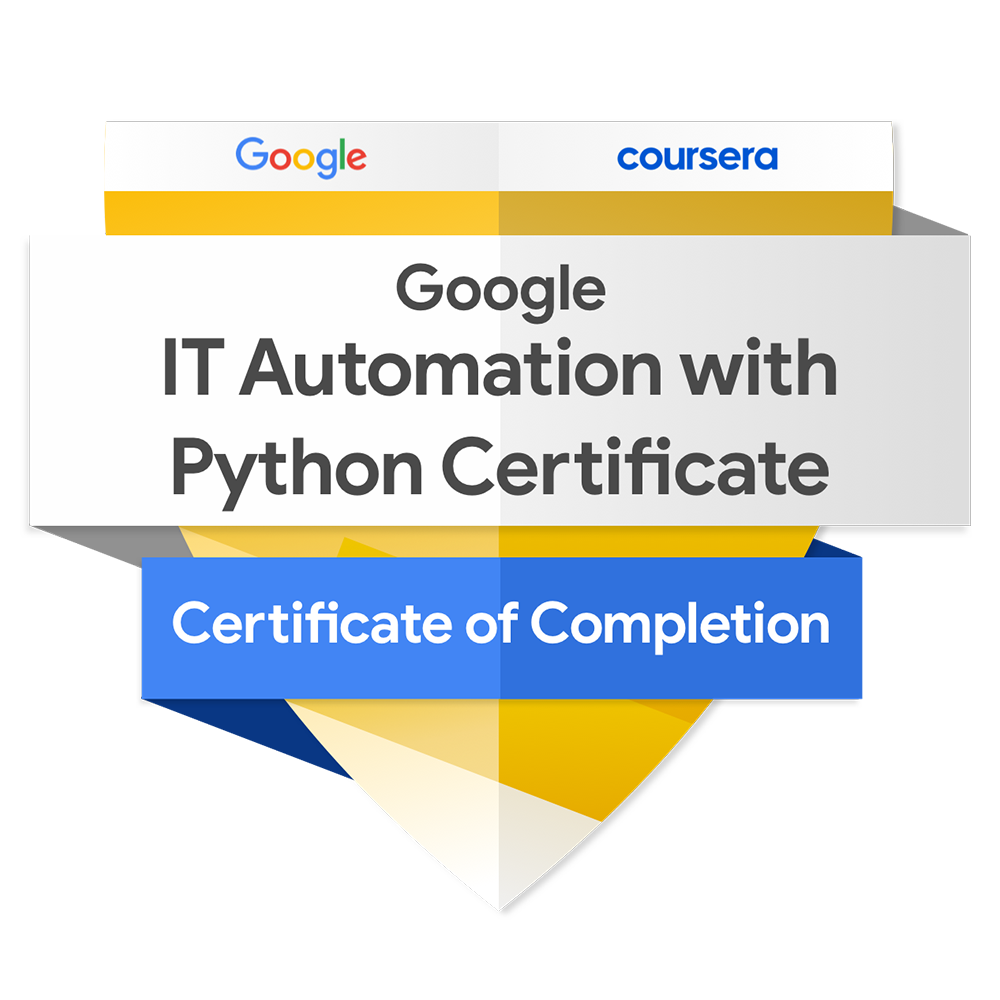 Google coursera
Google
IT Automation with
Python Certificate
Certificate of Completion